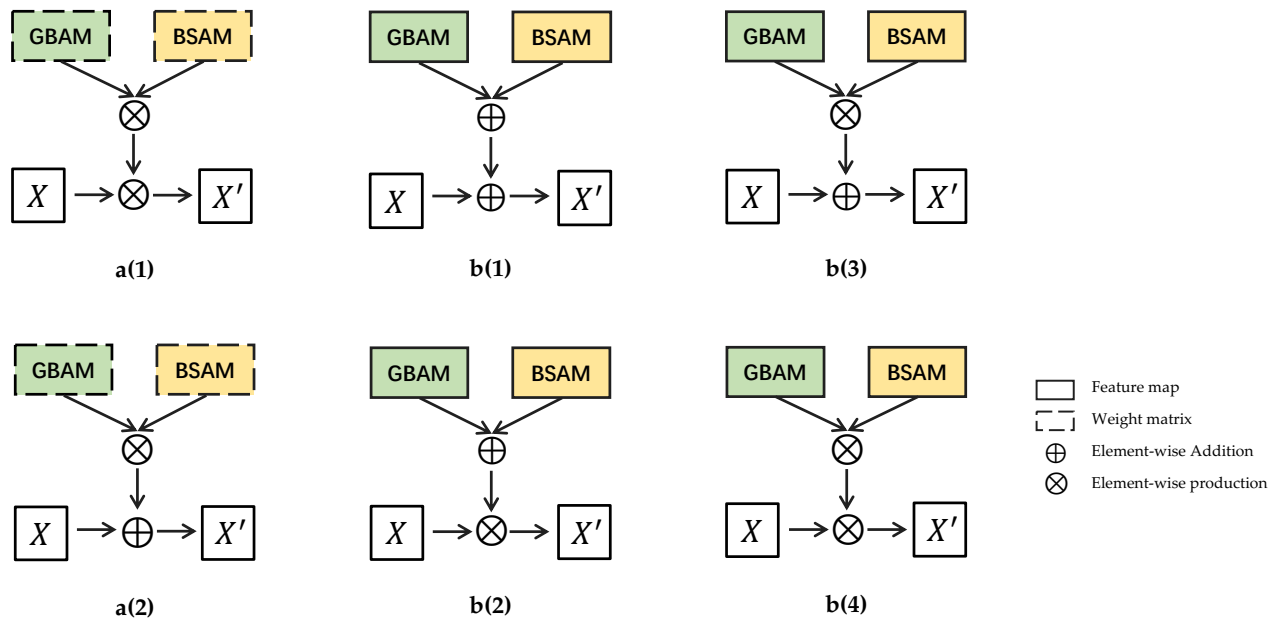 GBAM BSAM
X X′
a(1)
GBAM BSAM
X X′
b(1)
GBAM BSAM
X X′
b(3)
GBAM BSAM
X X′
a(2)
GBAM BSAM
X X′
b(2)
GBAM BSAM
X X′
b(4)
Feature map
Weight matrix
Element-wise Addition
Element-wise production